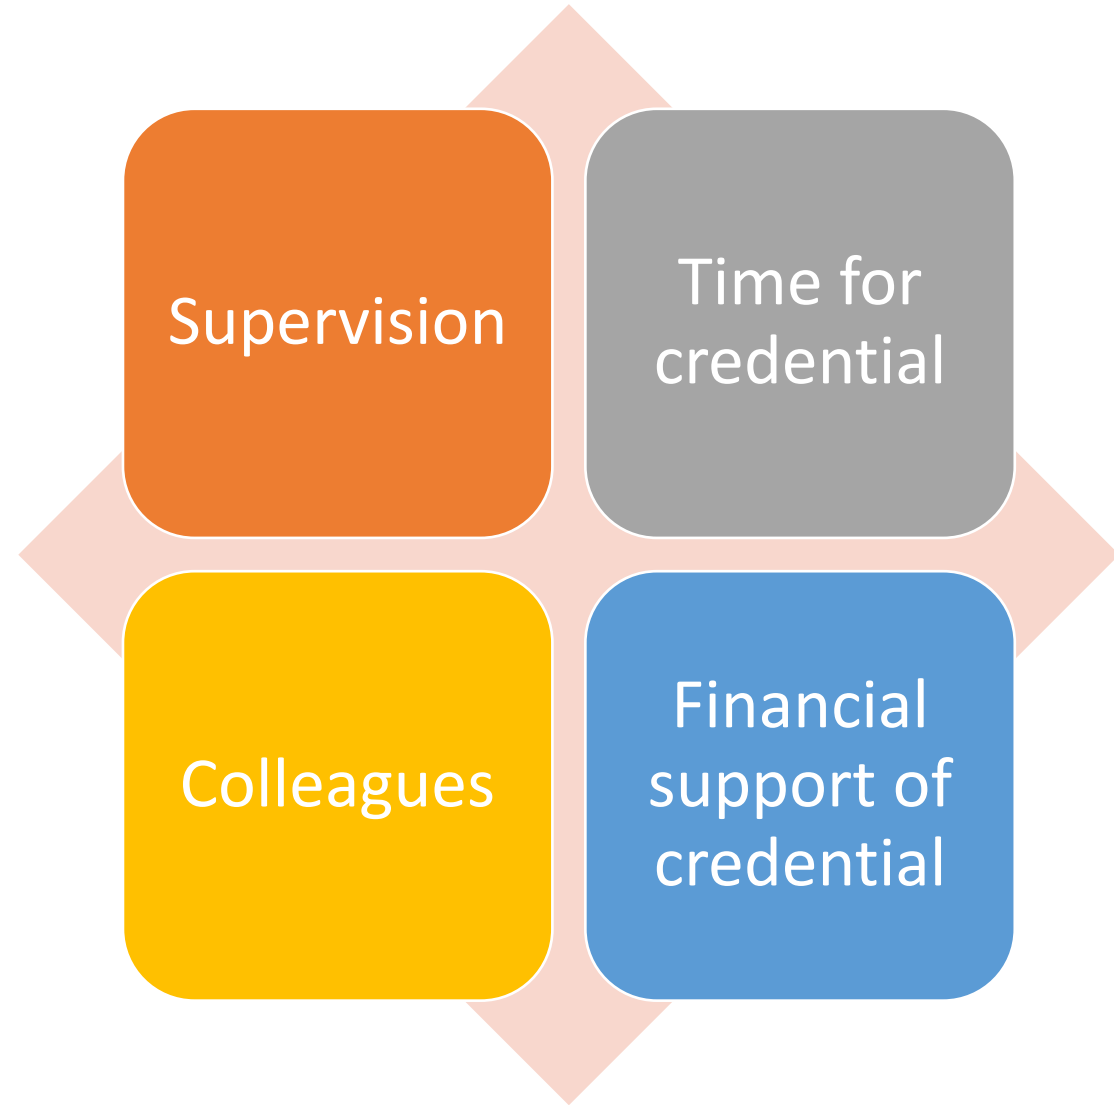 Supervision
Time for
credential
Colleagues
Financial
support of
credential